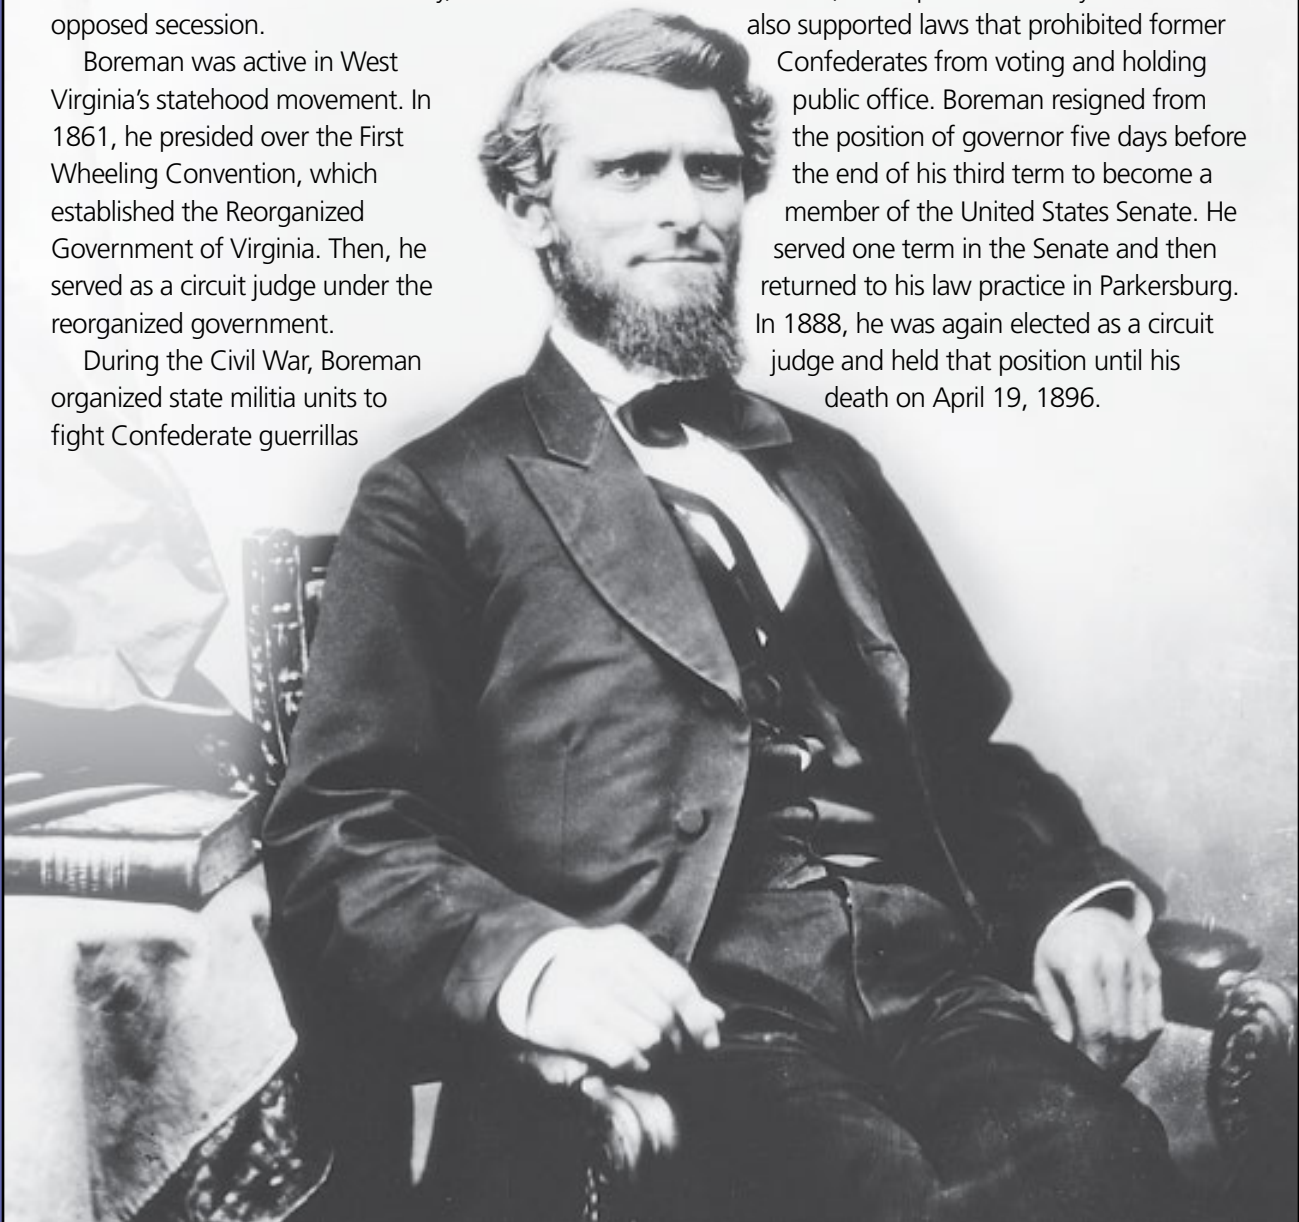 opposed secession.
Boreman was active in West
Virginia's statehood movement. In
1861, he presided over the First
Wheeling Convention, which
established the Reorganized
Government of Virginia. Then, he
served as a circuit judge under the
reorganized government.
During the Civil War, Boreman
organized state militia units to
fight Confederate guerrillas
also supported laws that prohibited former
Confederates from voting and holding
public office. Boreman resigned from
the position of governor five days before
the end of his third term to become a
member of the United States Senate. He
served one term in the Senate and then
returned to his law practice in Parkersburg.
In 1888, he was again elected as a circuit
judge and held that position until his
death on April 19, 1896.